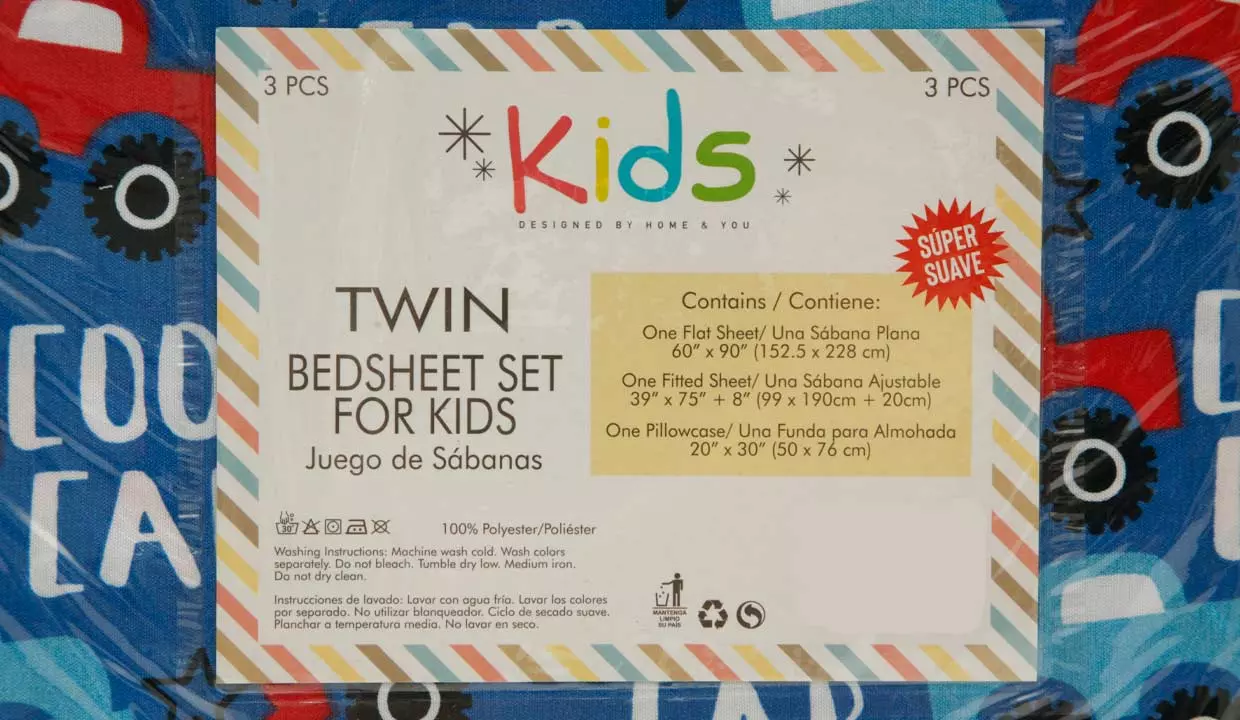 3 PCS
3 PCS
Kids
DESIGNED BY HOME & YOU
SÚPER
SUAVE
TWIN
BEDSHEET SET
FOR KIDS
Juego de Sábanas
Contains / Contiene:
One Flat Sheet/ Una Sábana Plana
60” x 90” (152.5 x 228 cm)
One Fitted Sheet/ Una Sábana Ajustable
39” x 75” + 8” (99 x 190cm + 20cm)
One Pillowcase/ Una Funda para Almohada
20” x 30” (50 x 76 cm)
30°
100% Polyester/Poliéster
Washing Instructions: Machine wash cold. Wash colors
separately. Do not bleach. Tumble dry low. Medium iron.
Do not dry clean.
Instrucciones de lavado: Lavar con agua fría. Lavar los colores
por separado. No utilizar blanqueador. Ciclo de secado suave.
Planchar a temperatura media. No lavar en seco.
MANTENGA
LIMPIO
SU PAÍS
COO
CA